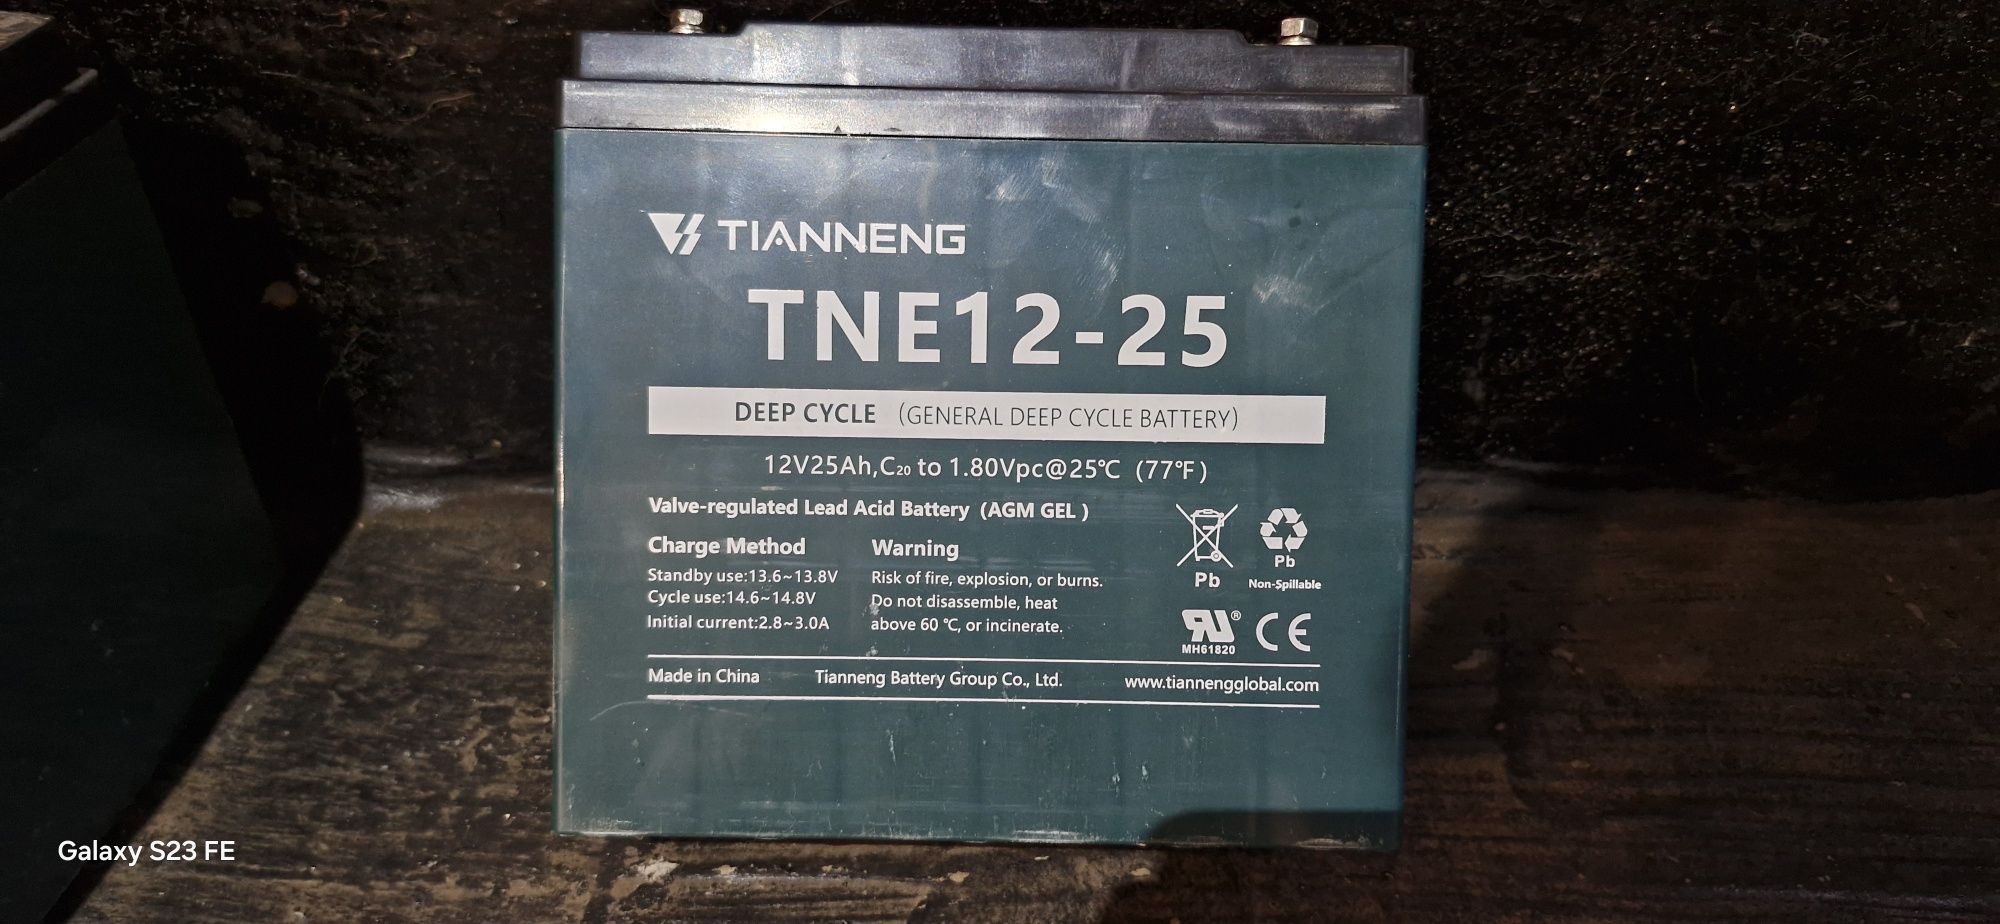 TIANNENG
TNE12-25
DEEP CYCLE (GENERAL DEEP CYCLE BATTERY)
12V25Ah,C₂₀ to 1.80Vpc@25℃ (77℉)
Valve-regulated Lead Acid Battery (AGM GEL )
Charge Method
Standby use:13.6~13.8V
Cycle use:14.6~14.8V
Initial current:2.8~3.0A
Warning
Risk of fire, explosion, or burns.
Do not disassemble, heat
above 60 ℃, or incinerate.
Pb
Pb
Non-Spillable
RU®
MH61820
CE
Made in China Tianneng Battery Group Co., Ltd. www.tiannengglobal.com
Galaxy S23 FE